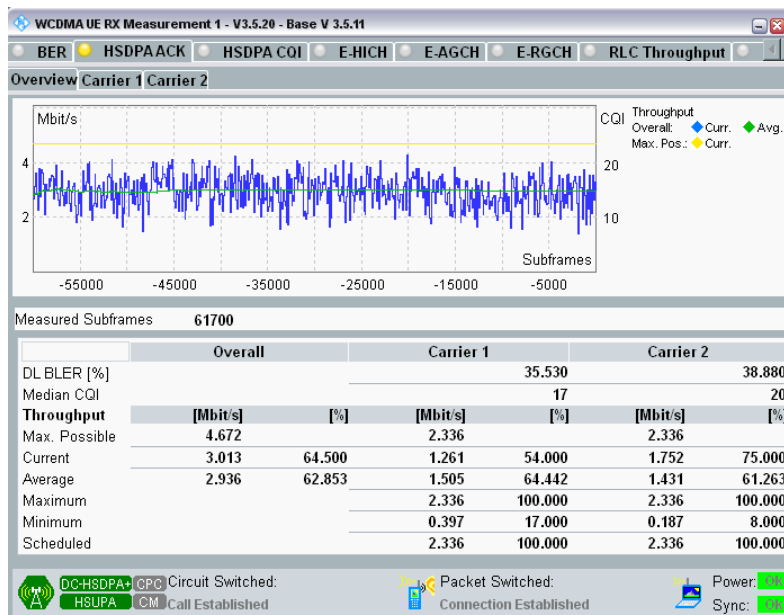 WCDMA UE RX Measurement 1 - V3.5.20 - Base V 3.5.11
BER HSDPA ACK HSDPA CQI E-HICH E-AGCH E-RGCH RLC Throughput
Overview Carrier 1 Carrier 2
Mbit/s CQI
Throughput
Overall: Curr. Avg.
Max. Pos.: Curr.
4 20
2 10
Subframes
-55000 -45000 -35000 -25000 -15000 -5000
Measured Subframes 61700
Overall Carrier 1 Carrier 2
DL BLER [%] 35.530 38.880
Median CQI 17 20
Throughput [Mbit/s] [%] [Mbit/s] [%] [Mbit/s] [%]
Max. Possible 4.672 2.336 2.336
Current 3.013 64.500 1.261 54.000 1.752 75.000
Average 2.936 62.853 1.505 64.442 1.431 61.263
Maximum 2.336 100.000 2.336 100.000
Minimum 0.397 17.000 0.187 8.000
Scheduled 2.336 100.000 2.336 100.000
DC-HSDPA+ CPC Circuit Switched: Packet Switched: Power: OK
HSUPA CM Call Established Connection Established Sync: OK